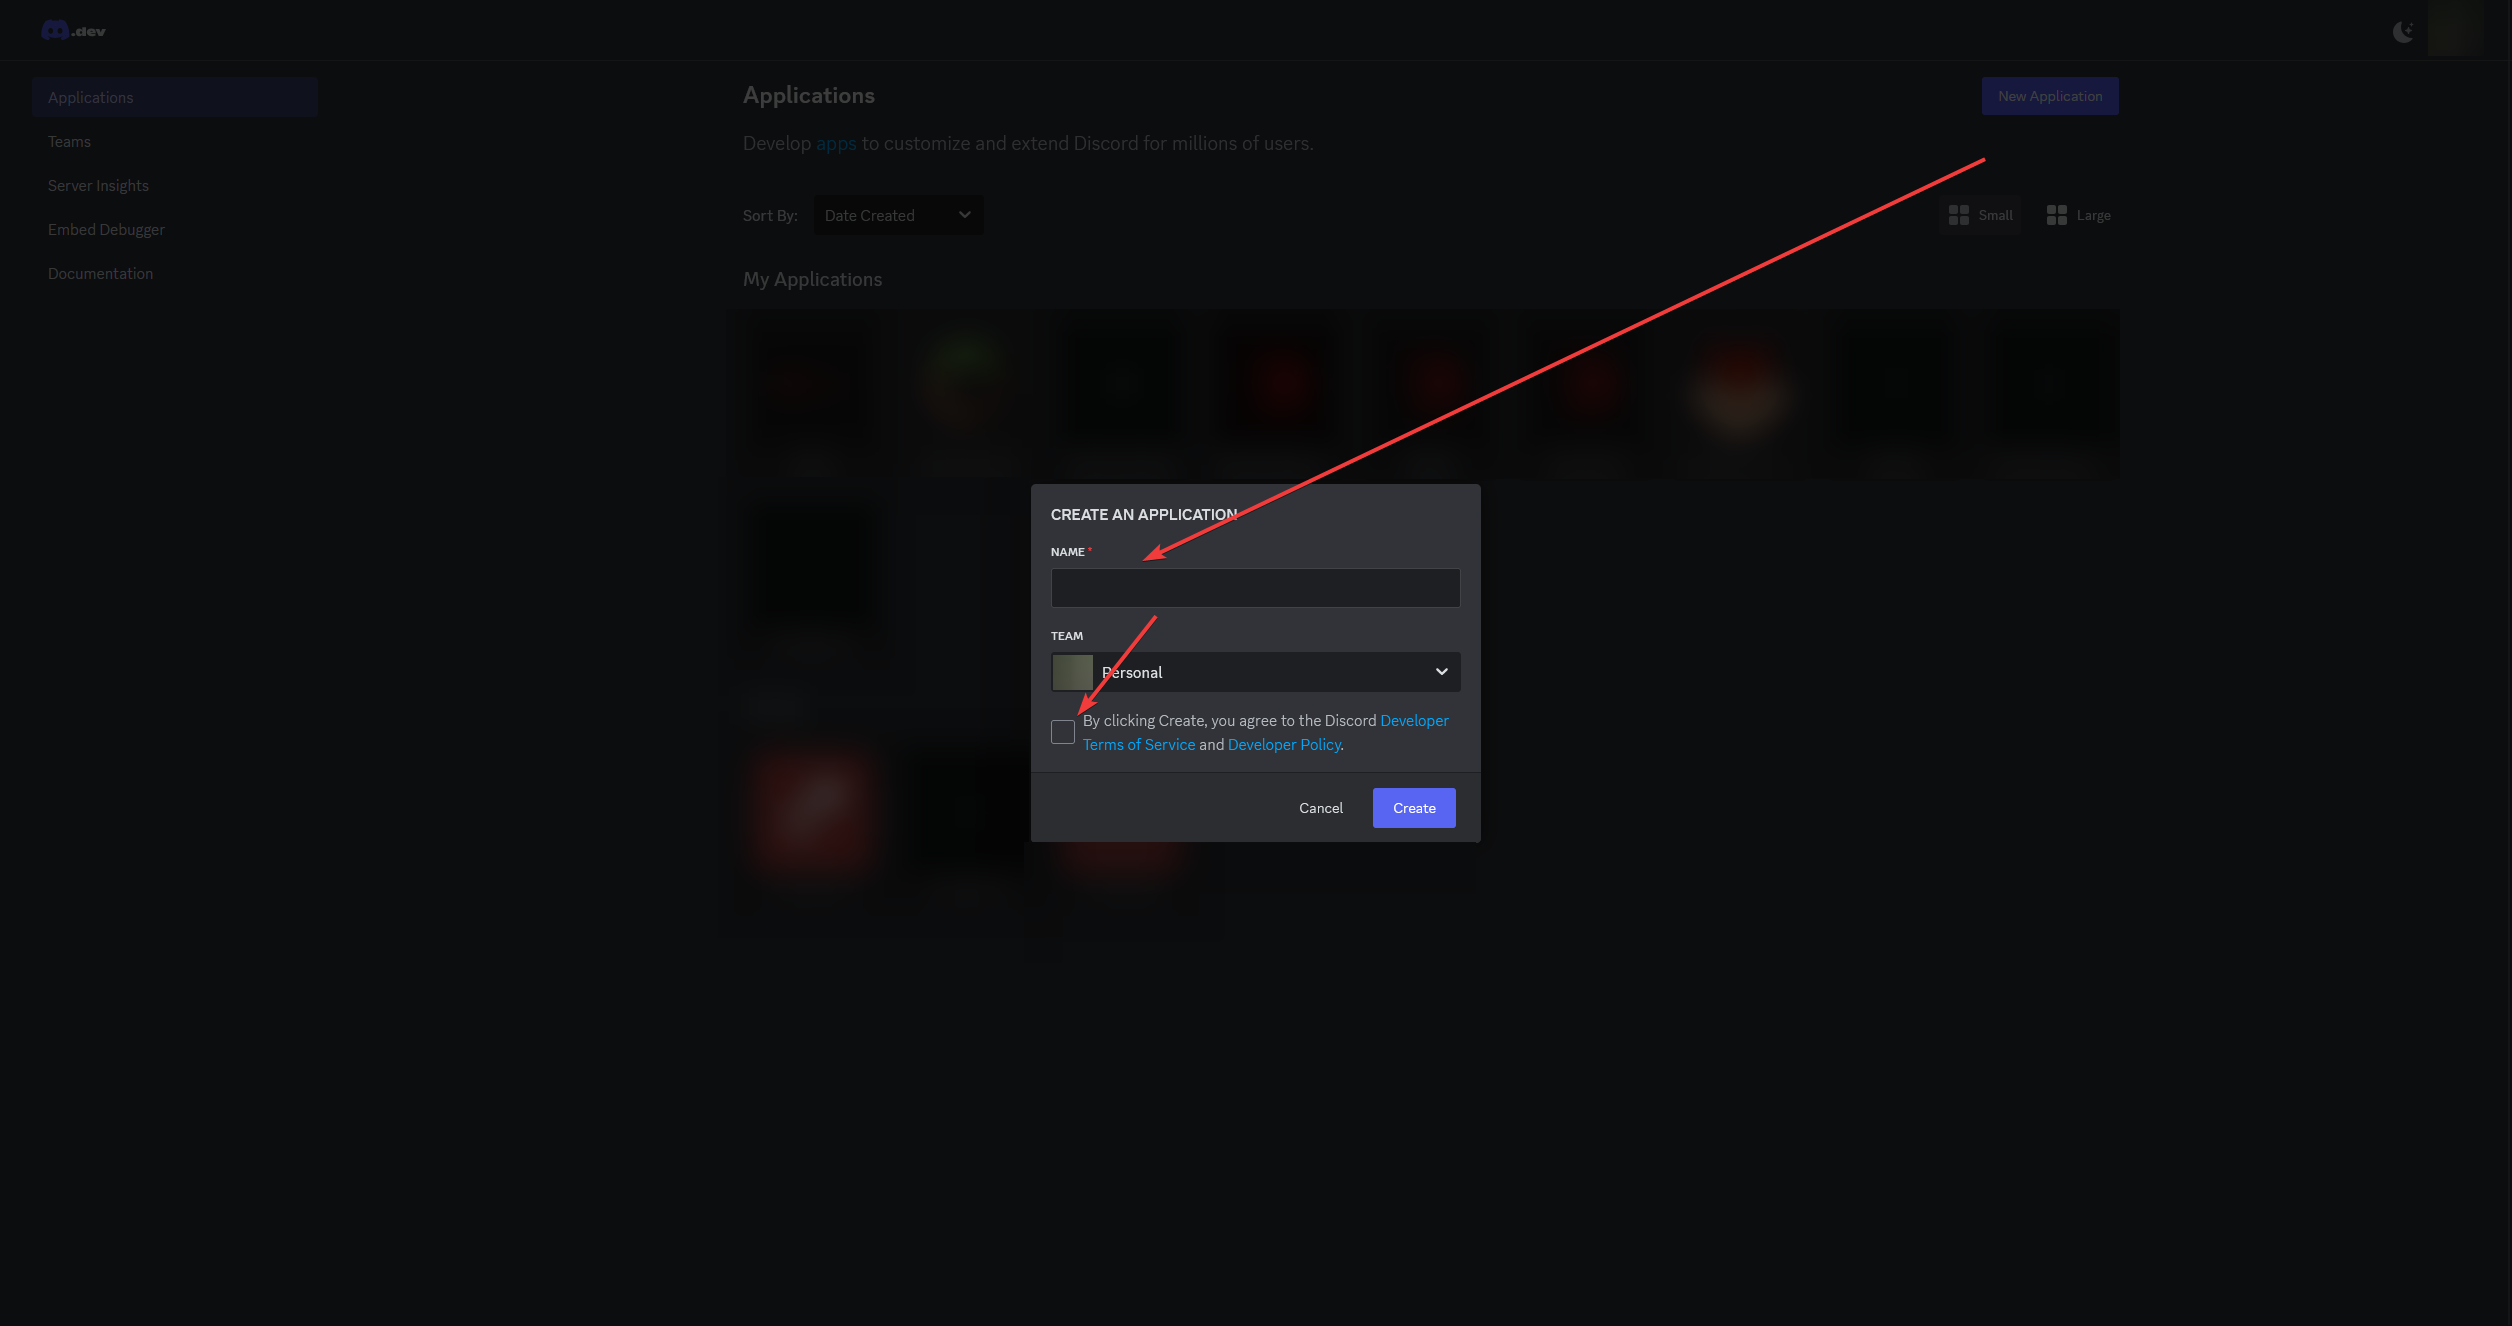 .dev
Applications
Teams
Server Insights
Embed Debugger
Documentation
Applications
New Application
Develop apps to customize and extend Discord for millions of users.
Sort By:
Date Created
Small
Large
My Applications
CREATE AN APPLICATION
NAME *
TEAM
Personal
By clicking Create, you agree to the Discord Developer
Terms of Service and Developer Policy.
Cancel
Create